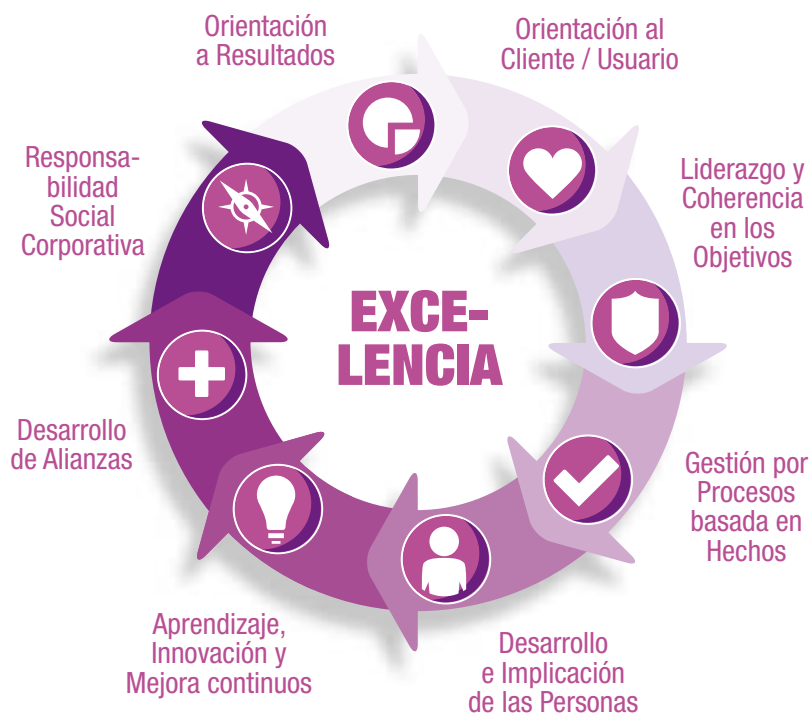 Orientación
a Resultados
Orientación al
Cliente / Usuario
Liderazgo y
Coherencia
en los
Objetivos
Gestión por
Procesos
basada en
Hechos
Desarrollo
e Implicación
de las Personas
Aprendizaje,
Innovación y
Mejora continuos
Desarrollo
de Alianzas
Responsa-
bilidad
Social
Corporativa
EXCE-
LENCIA